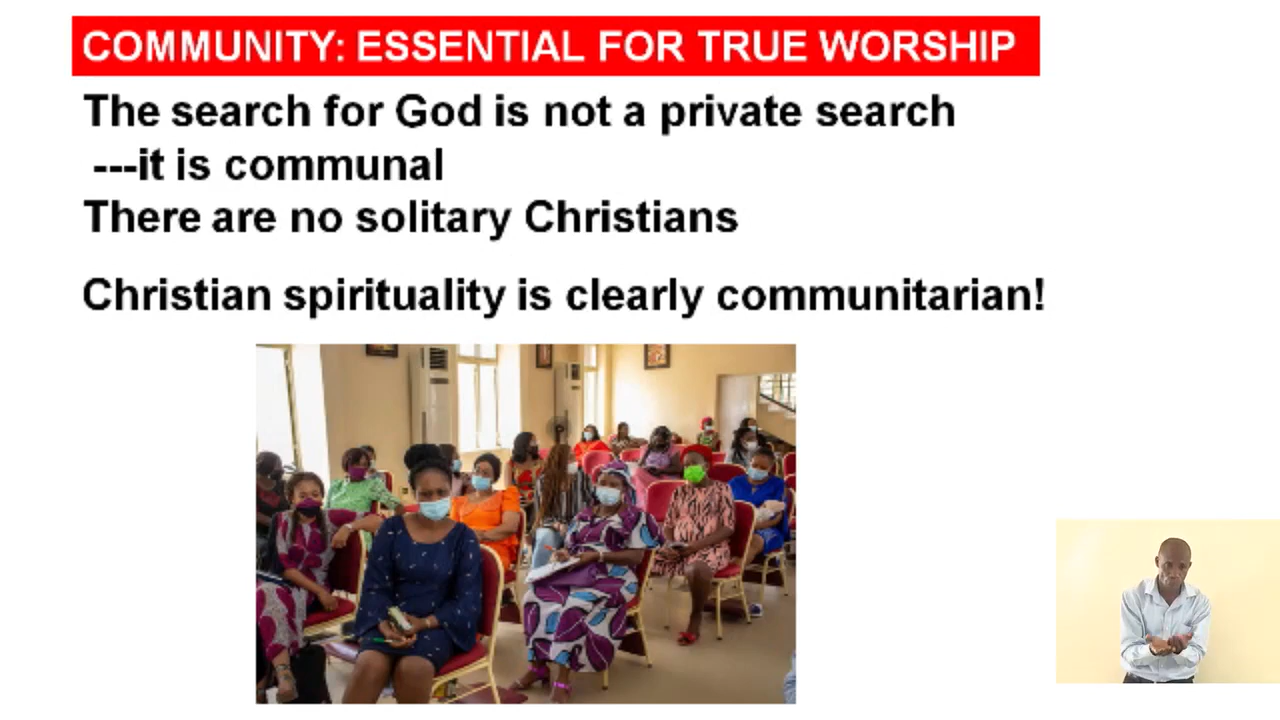 COMMUNITY: ESSENTIAL FOR TRUE WORSHIP
The search for God is not a private search
---it is communal
There are no solitary Christians
Christian spirituality is clearly communitarian!